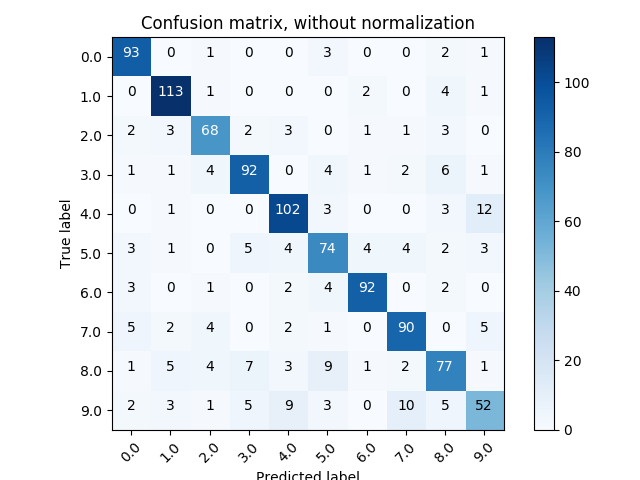 Confusion matrix, without normalization
True label
0.0 93 0 1 0 0 3 0 0 2 1
1.0 0 113 1 0 0 0 2 0 4 1
2.0 2 3 68 2 3 0 1 1 3 0
3.0 1 1 4 92 0 4 1 2 6 1
4.0 0 1 0 0 102 3 0 0 3 12
5.0 3 1 0 5 4 74 4 4 2 3
6.0 3 0 1 0 2 4 92 0 2 0
7.0 5 2 4 0 2 1 0 90 0 5
8.0 1 5 4 7 3 9 1 2 77 1
9.0 2 3 1 5 9 3 0 10 5 52
0.0 1.0 2.0 3.0 4.0 5.0 6.0 7.0 8.0 9.0
Predicted label
100
80
60
40
20
0